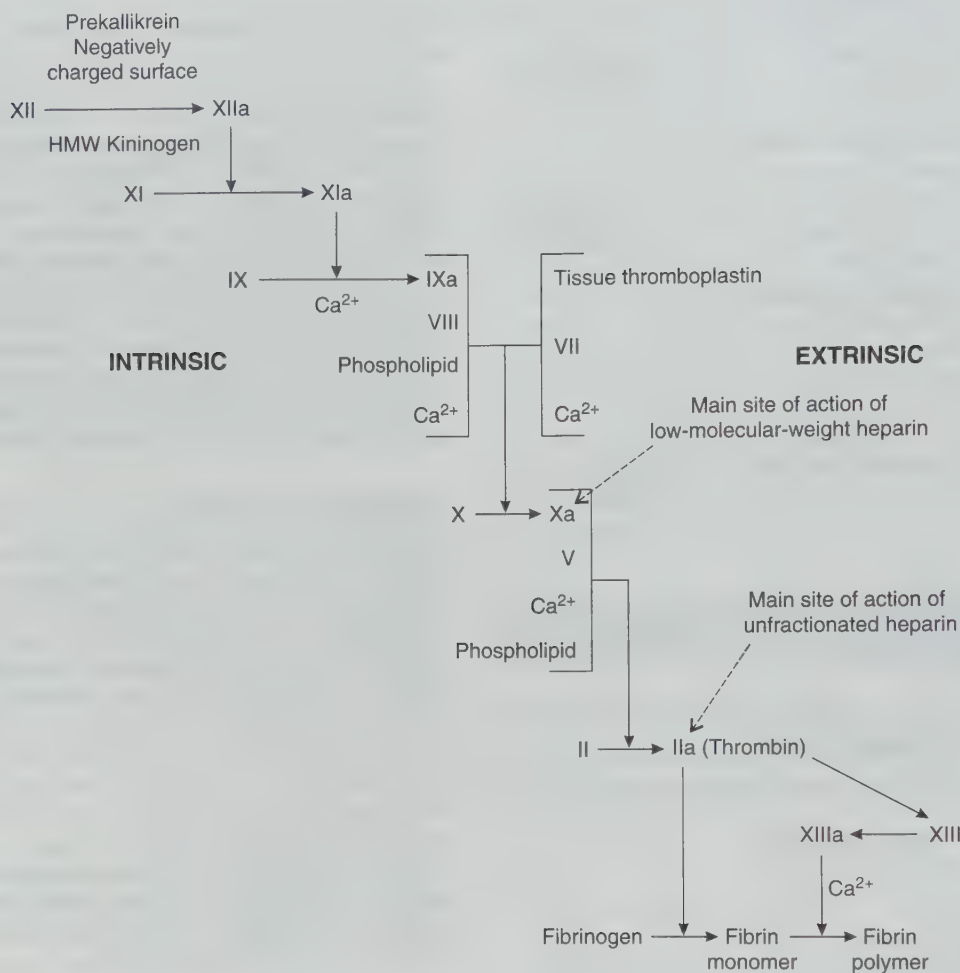 Prekallikrein
Negatively
charged surface
XII
XIIa
HMW Kininogen
XI
XIa
IX
Ca²⁺
IXa
VIII
Phospholipid
Ca²⁺
Tissue thromboplastin
VII
Ca²⁺
INTRINSIC
EXTRINSIC
Main site of action of
low-molecular-weight heparin
X
Xa
V
Ca²⁺
Phospholipid
Main site of action of
unfractionated heparin
II
IIa (Thrombin)
XIIIa
XIII
Ca²⁺
Fibrinogen
Fibrin
monomer
Fibrin
polymer